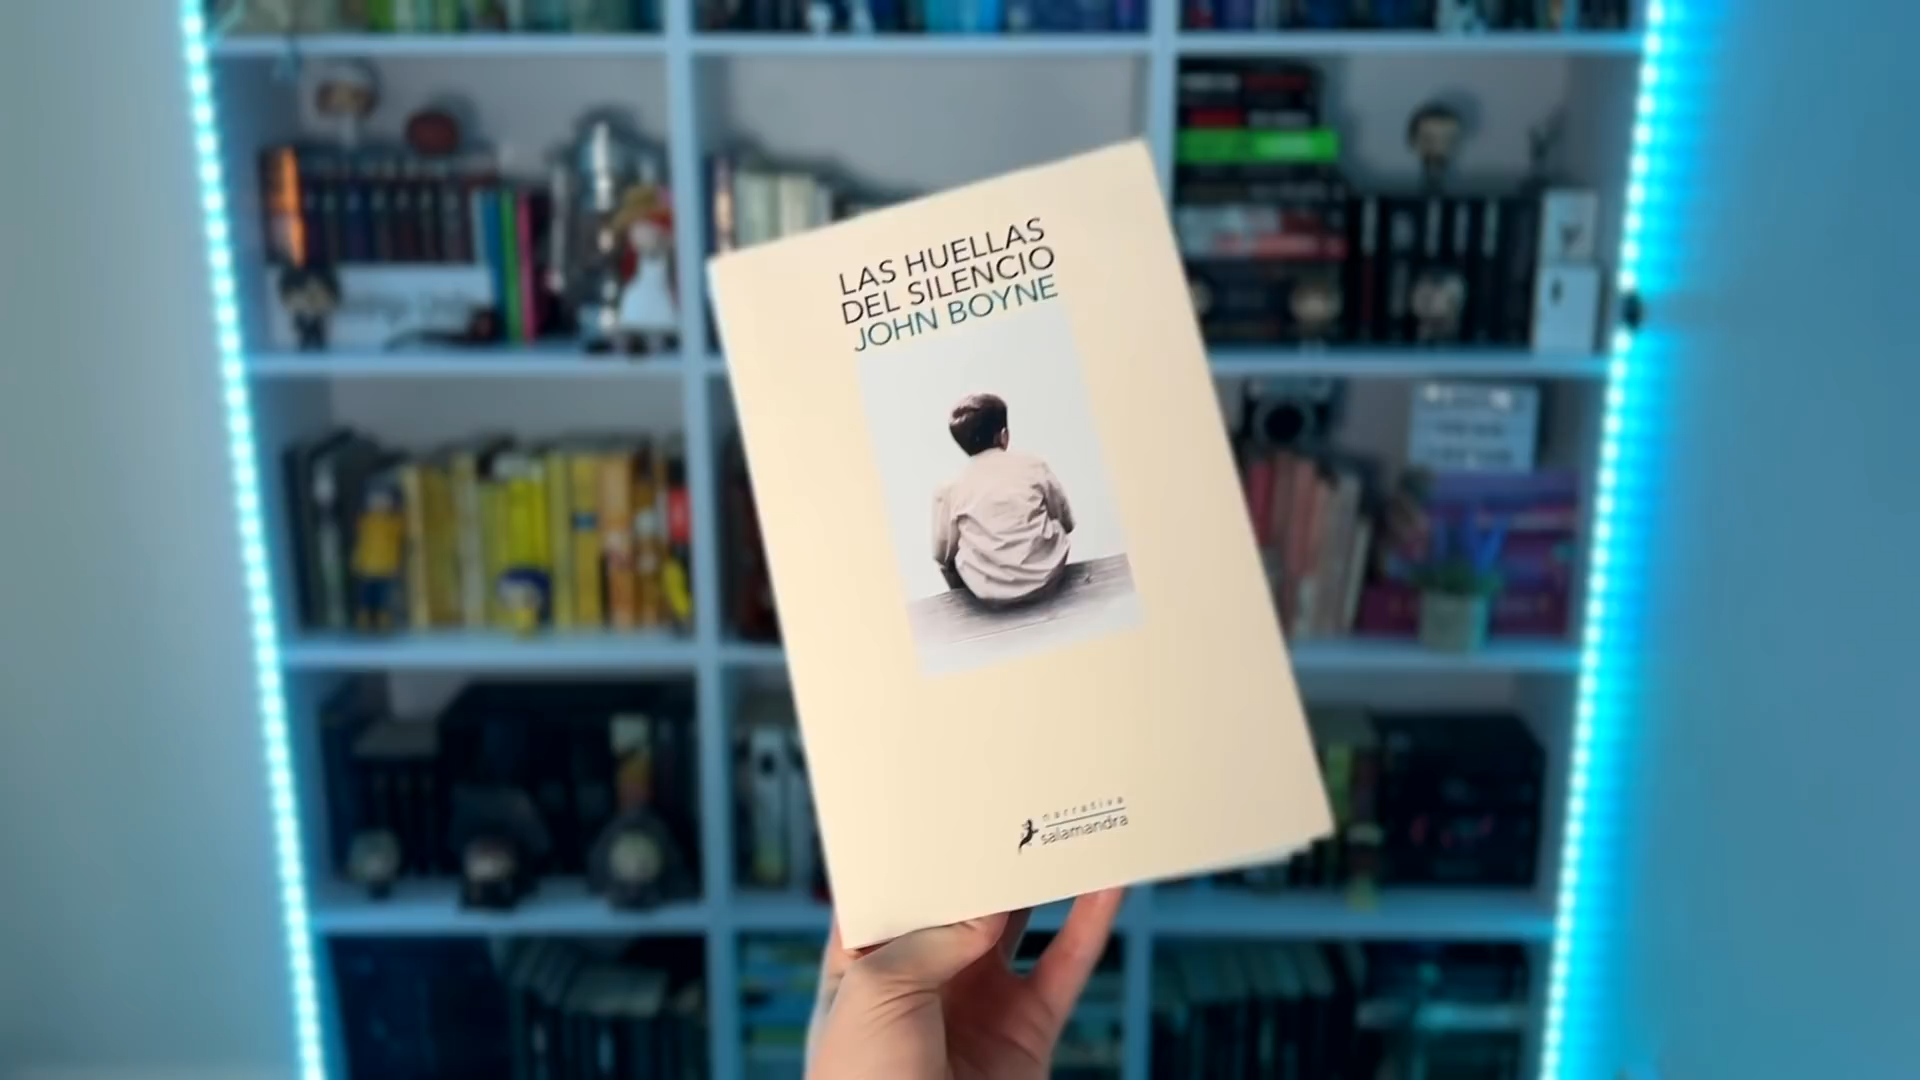 LAS HUELLAS
DEL SILENCIO
JOHN BOYNE
narrativa
salamandra